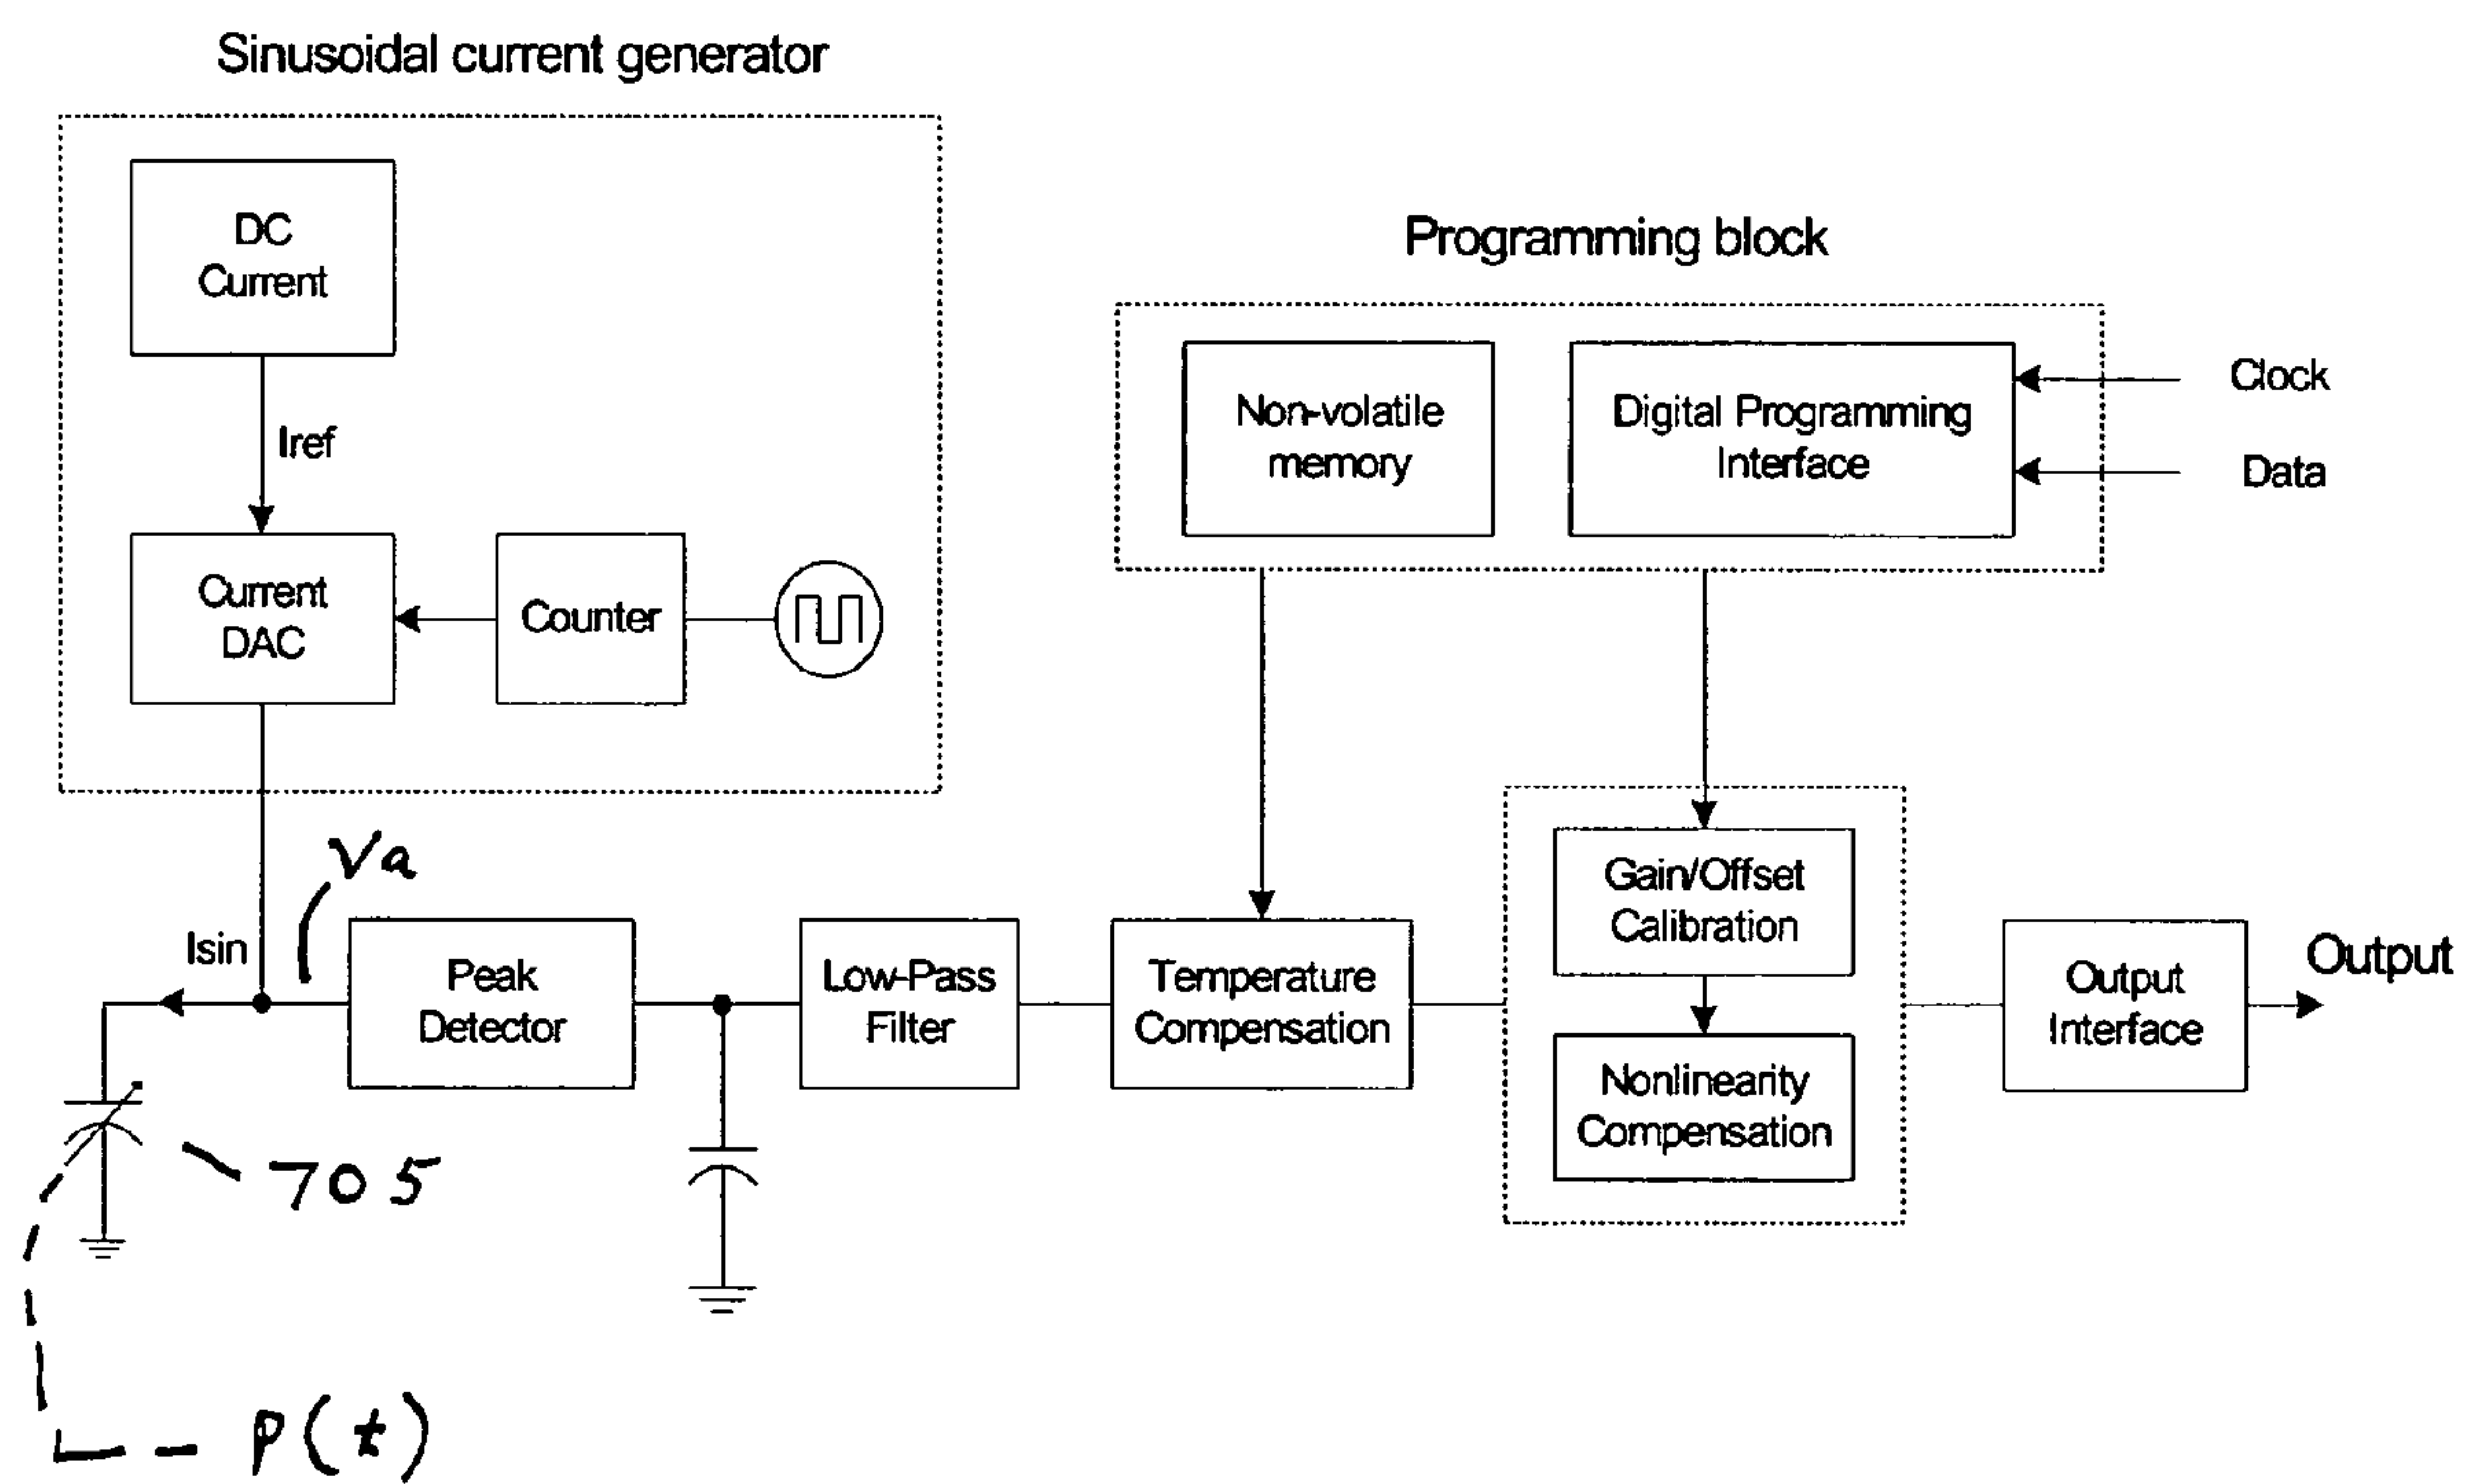 Sinusoidal current generator
DC
Current
Iref
Current
DAC
Counter
Programming block
Non-volatile
memory
Digital Programming
Interface
Clock
Data
Va
Isin
Peak
Detector
Low-Pass
Filter
Temperature
Compensation
Gain/Offset
Calibration
Nonlinearity
Compensation
Output
Interface
Output
705
p(t)